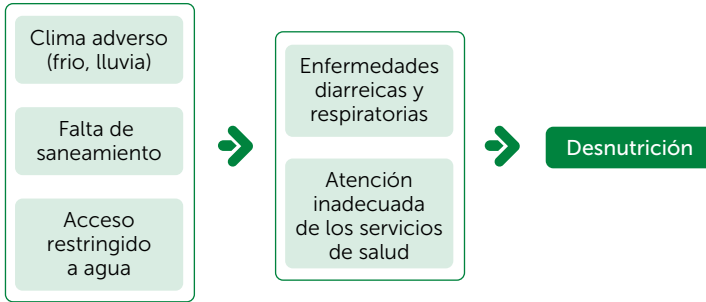 Clima adverso
(frio, lluvia)
Falta de
saneamiento
Acceso
restringido
a agua
Enfermedades
diarreicas y
respiratorias
Atención
inadecuada
de los servicios
de salud
Desnutrición